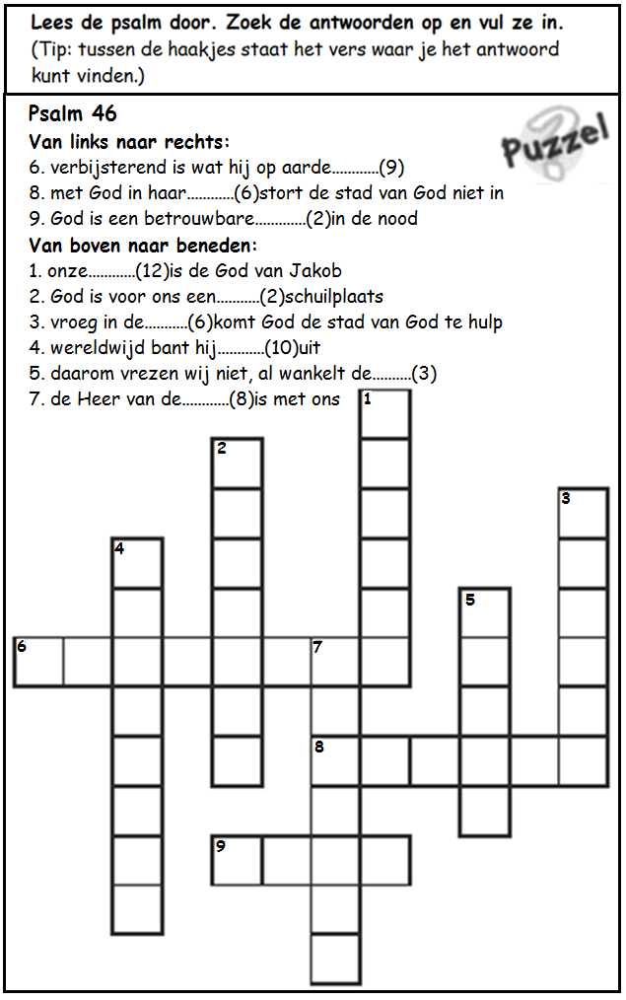 Lees de psalm door. Zoek de antwoorden op en vul ze in.
(Tip: tussen de haakjes staat het vers waar je het antwoord
kunt vinden.)
Psalm 46
Puzzel
Van links naar rechts:
6. verbijsterend is wat hij op aarde............(9)
8. met God in haar............(6)stort de stad van God niet in
9. God is een betrouwbare.............(2)in de nood
Van boven naar beneden:
1. onze............(12)is de God van Jakob
2. God is voor ons een...........(2)schuilplaats
3. vroeg in de...........(6)komt God de stad van God te hulp
4. wereldwijd bant hij............(10)uit
5. daarom vrezen wij niet, al wankelt de..........(3)
7. de Heer van de............(8)is met ons
1
2
3
4
5
6 7
8
9